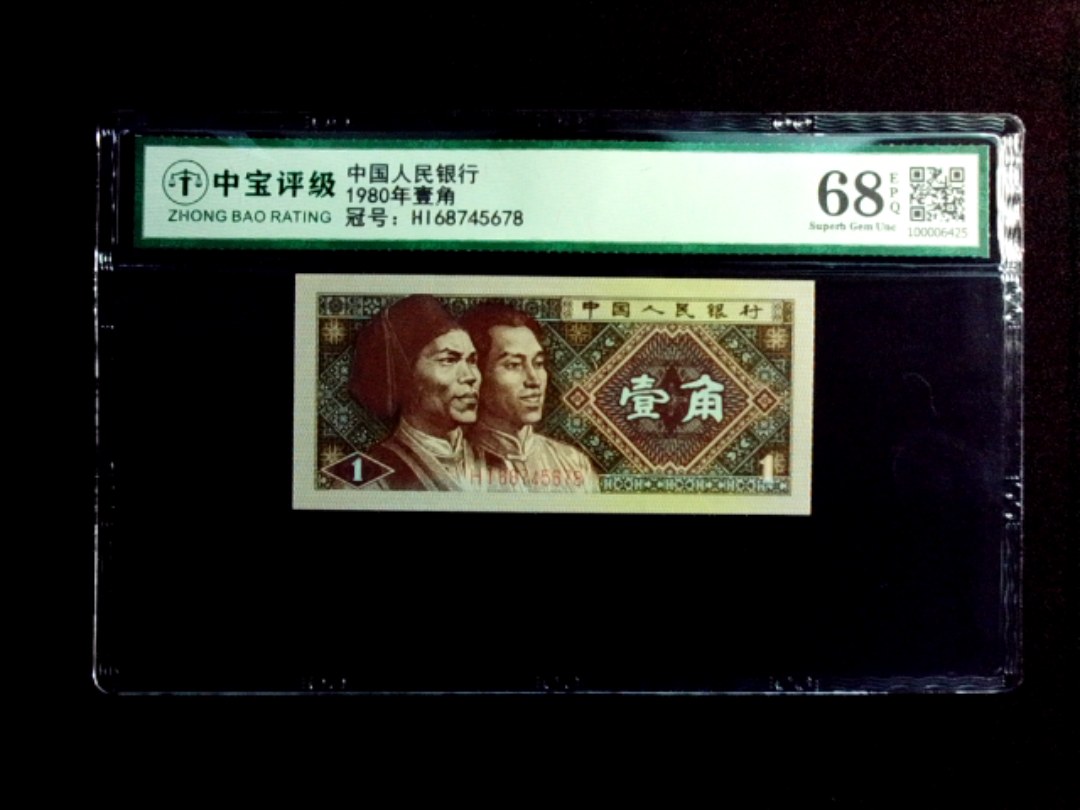 中宝评级
ZHONG BAO RATING
中国人民银行
1980年壹角
冠号：HI68745678
68
EPQ
Superb Gem Unc
100006425
中国人民银行
壹角
1
HI68745678
1